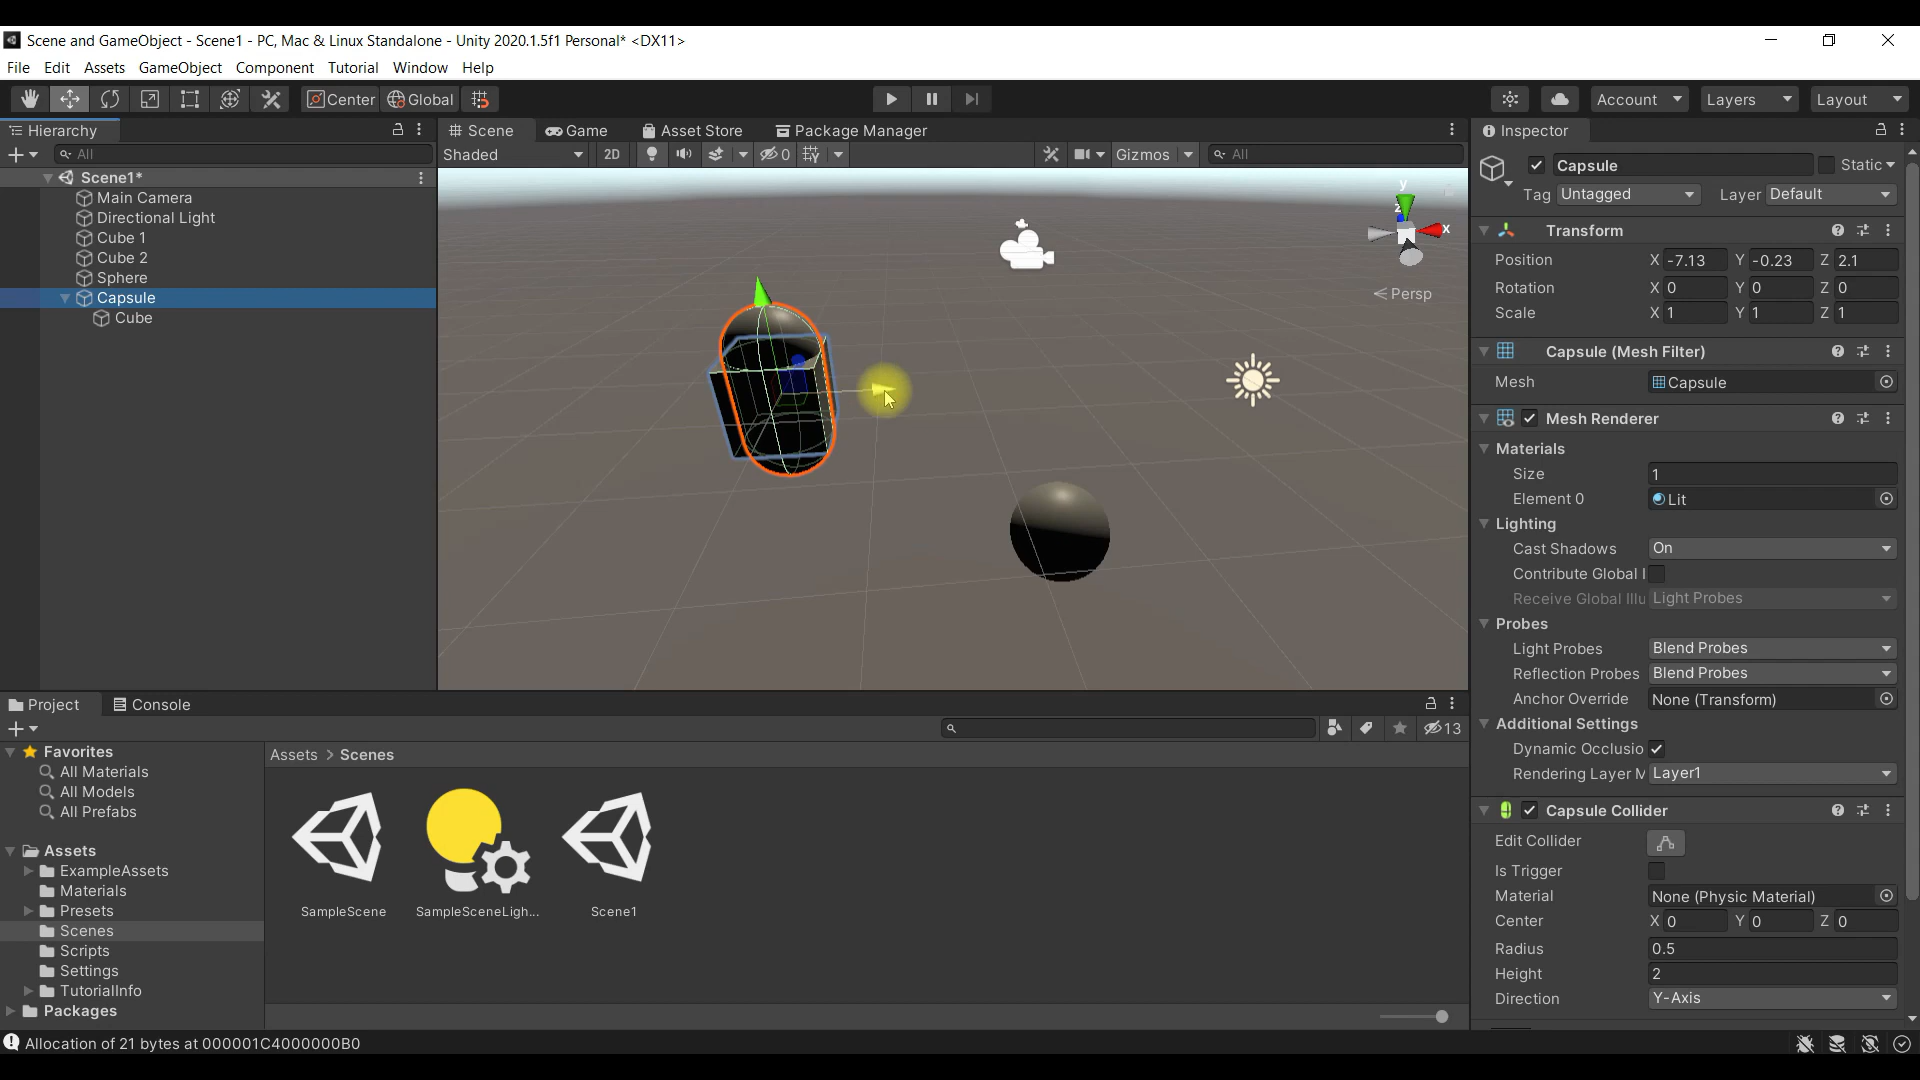 Scene and GameObject - Scene1 - PC, Mac & Linux Standalone - Unity 2020.1.5f1 Personal* <DX11>
File Edit Assets GameObject Component Tutorial Window Help
Center Global Account Layers Layout
Hierarchy
All
Scene1*
Main Camera
Directional Light
Cube 1
Cube 2
Sphere
Capsule
Cube
Scene Game Asset Store Package Manager
Shaded 2D 0 Gizmos All
y
z
x
Persp
Inspector
Capsule Static
Tag Untagged Layer Default
Transform
Position X -7.13 Y -0.23 Z 2.1
Rotation X 0 Y 0 Z 0
Scale X 1 Y 1 Z 1
Capsule (Mesh Filter)
Mesh Capsule
Mesh Renderer
Materials
Size 1
Element 0 Lit
Lighting
Cast Shadows On
Contribute Global I
Receive Global Illu Light Probes
Probes
Light Probes Blend Probes
Reflection Probes Blend Probes
Anchor Override None (Transform)
Additional Settings
Dynamic Occlusio
Rendering Layer M Layer1
Capsule Collider
Edit Collider
Is Trigger
Material None (Physic Material)
Center X 0 Y 0 Z 0
Radius 0.5
Height 2
Direction Y-Axis
Project Console
13
Favorites
All Materials
All Models
All Prefabs
Assets
ExampleAssets
Materials
Presets
Scenes
Scripts
Settings
TutorialInfo
Packages
Assets > Scenes
SampleScene SampleSceneLigh... Scene1
Allocation of 21 bytes at 000001C4000000B0